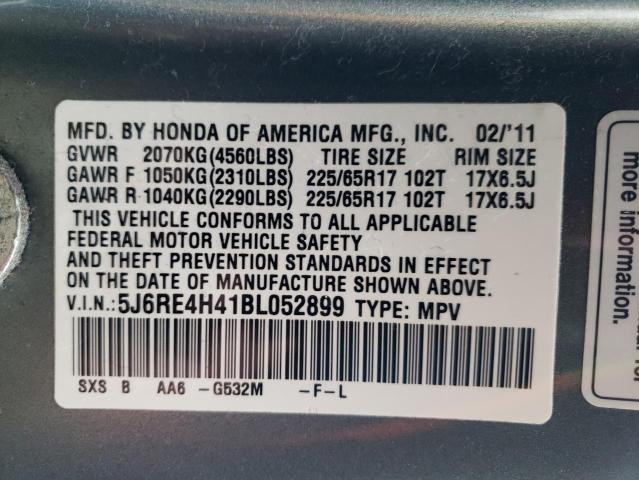 MFD. BY HONDA OF AMERICA MFG., INC. 02/'11
GVWR 2070KG(4560LBS) TIRE SIZE RIM SIZE
GAWR F 1050KG(2310LBS) 225/65R17 102T 17X6.5J
GAWR R 1040KG(2290LBS) 225/65R17 102T 17X6.5J
THIS VEHICLE CONFORMS TO ALL APPLICABLE
FEDERAL MOTOR VEHICLE SAFETY
AND THEFT PREVENTION STANDARDS IN EFFECT
ON THE DATE OF MANUFACTURE SHOWN ABOVE.
V.I.N.:5J6RE4H41BL052899 TYPE: MPV
SXS B AA6 -G532M -F-L
more information.